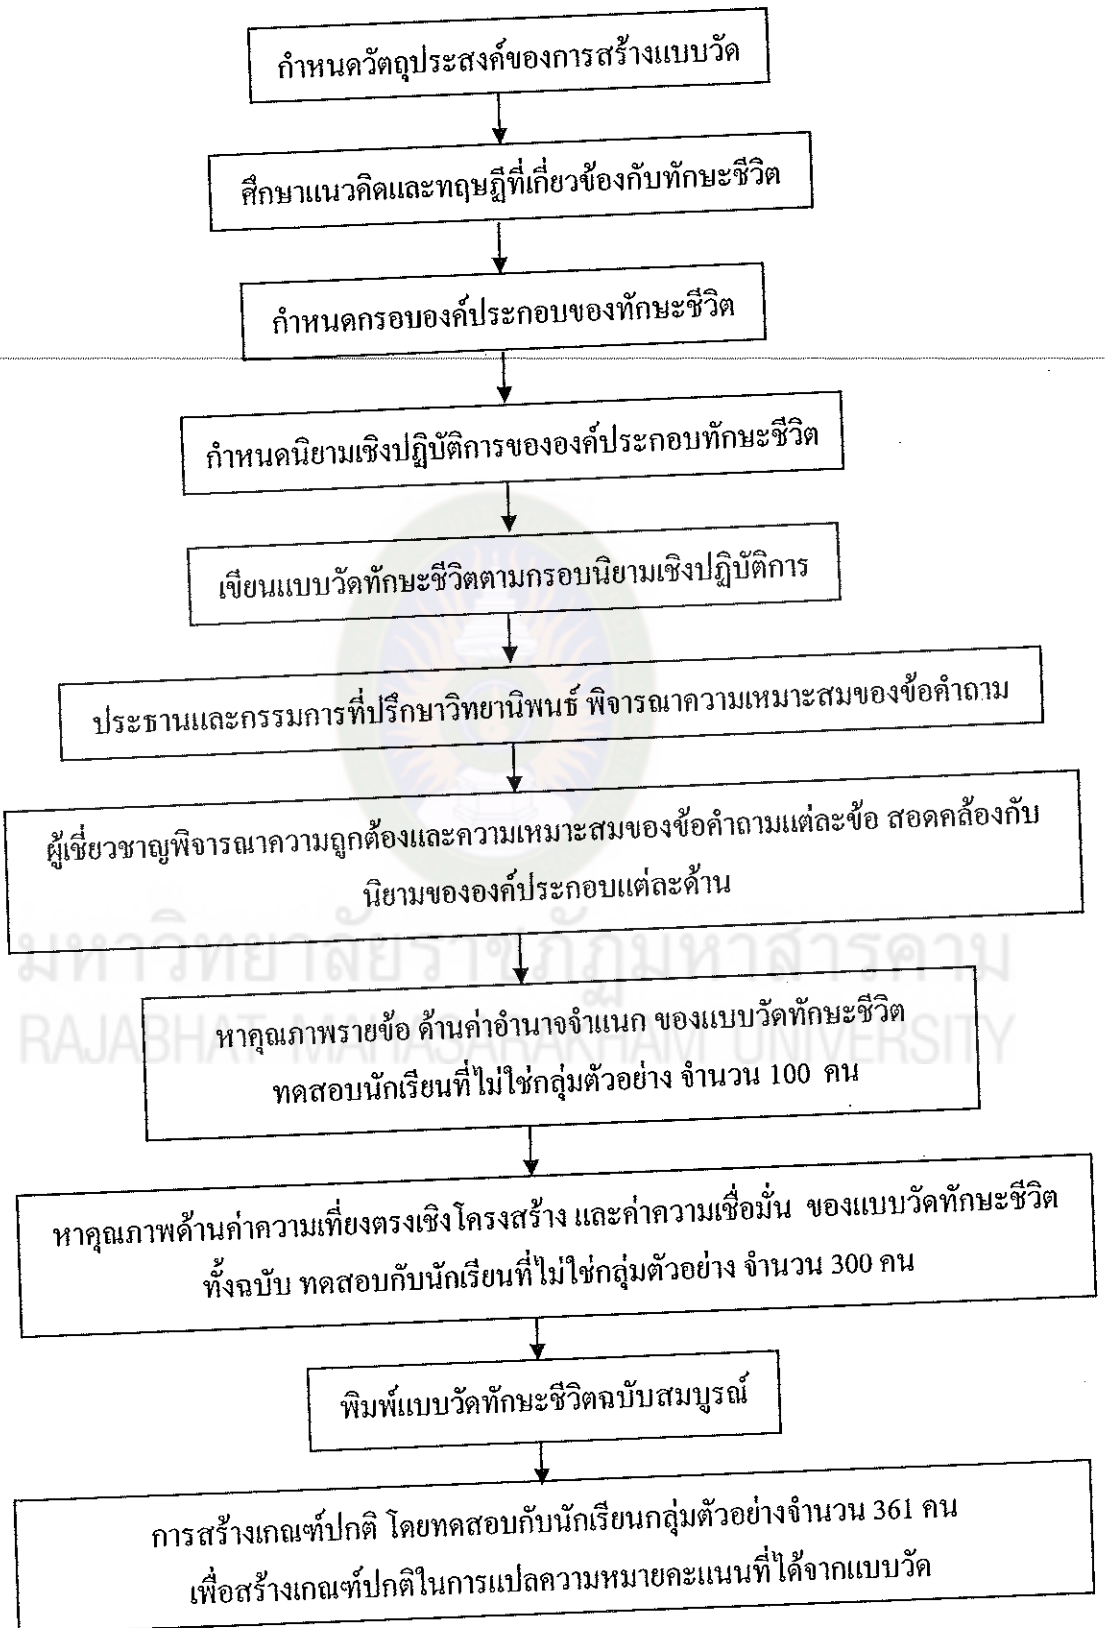 กำหนดวัตถุประสงค์ของการสร้างแบบวัด
ศึกษาแนวคิดและทฤษฎีที่เกี่ยวข้องกับทักษะชีวิต
กำหนดกรอบองค์ประกอบของทักษะชีวิต
กำหนดนิยามเชิงปฏิบัติการขององค์ประกอบทักษะชีวิต
เขียนแบบวัดทักษะชีวิตตามกรอบนิยามเชิงปฏิบัติการ
ประธานและกรรมการที่ปรึกษาวิทยานิพนธ์ พิจารณาความเหมาะสมของข้อคำถาม
ผู้เชี่ยวชาญพิจารณาความถูกต้องและความเหมาะสมของข้อคำถามแต่ละข้อ สอดคล้องกับ
นิยามขององค์ประกอบแต่ละด้าน
มหาวิทยาลัยราชภัฏมหาสารคาม
RAJABHAT MAHASARAKHAM UNIVERSITY
หาคุณภาพรายข้อ ด้านค่าอำนาจจำแนก ของแบบวัดทักษะชีวิต
ทดสอบนักเรียนที่ไม่ใช่กลุ่มตัวอย่าง จำนวน 100 คน
หาคุณภาพด้านค่าความเที่ยงตรงเชิงโครงสร้าง และค่าความเชื่อมั่น ของแบบวัดทักษะชีวิต
ทั้งฉบับ ทดสอบกับนักเรียนที่ไม่ใช่กลุ่มตัวอย่าง จำนวน 300 คน
พิมพ์แบบวัดทักษะชีวิตฉบับสมบูรณ์
การสร้างเกณฑ์ปกติ โดยทดสอบกับนักเรียนกลุ่มตัวอย่างจำนวน 361 คน
เพื่อสร้างเกณฑ์ปกติในการแปลความหมายคะแนนที่ได้จากแบบวัด